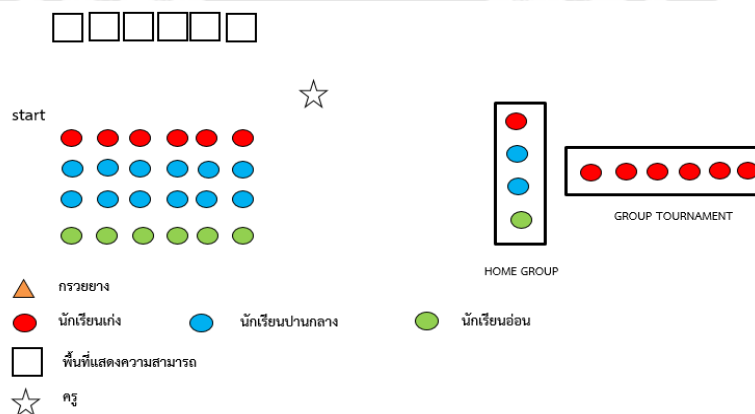 start
GROUP TOURNAMENT
HOME GROUP
กรวยยาง
นักเรียนเก่ง นักเรียนปานกลาง นักเรียนอ่อน
พื้นที่แสดงความสามารถ
ครู